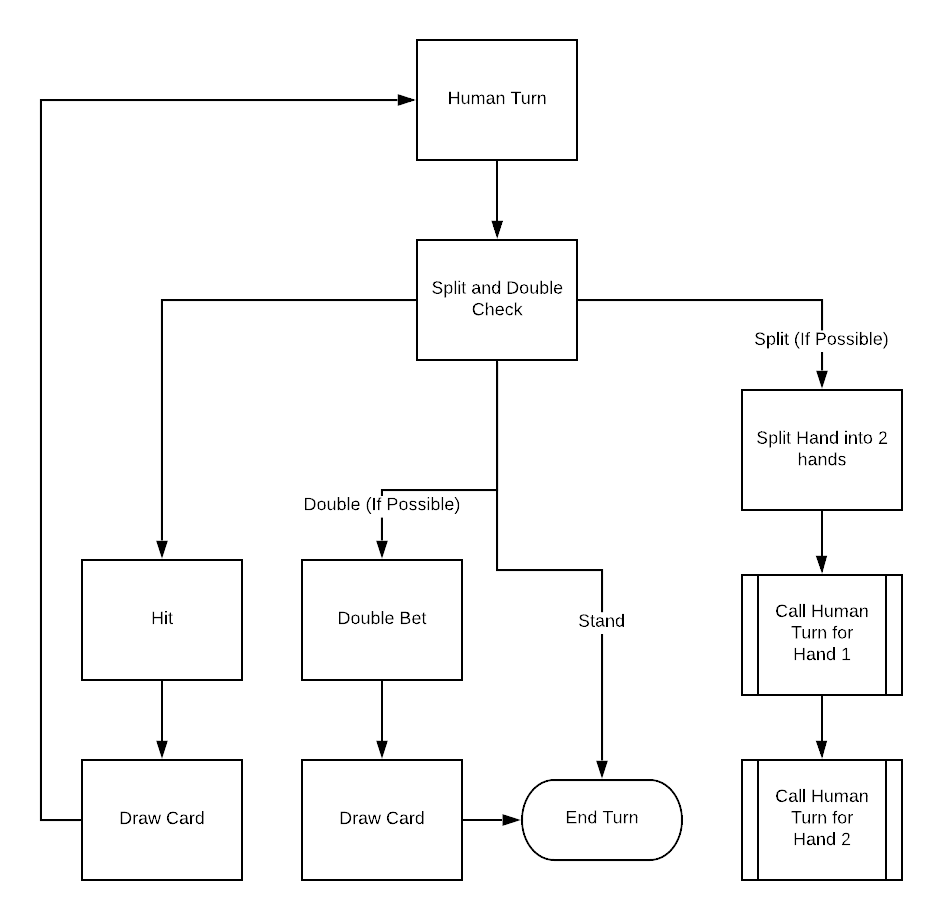 Human Turn
Split and Double
Check
Split (If Possible)
Split Hand into 2
hands
Double (If Possible)
Hit
Double Bet
Stand
Call Human
Turn for
Hand 1
Draw Card
Draw Card
End Turn
Call Human
Turn for
Hand 2